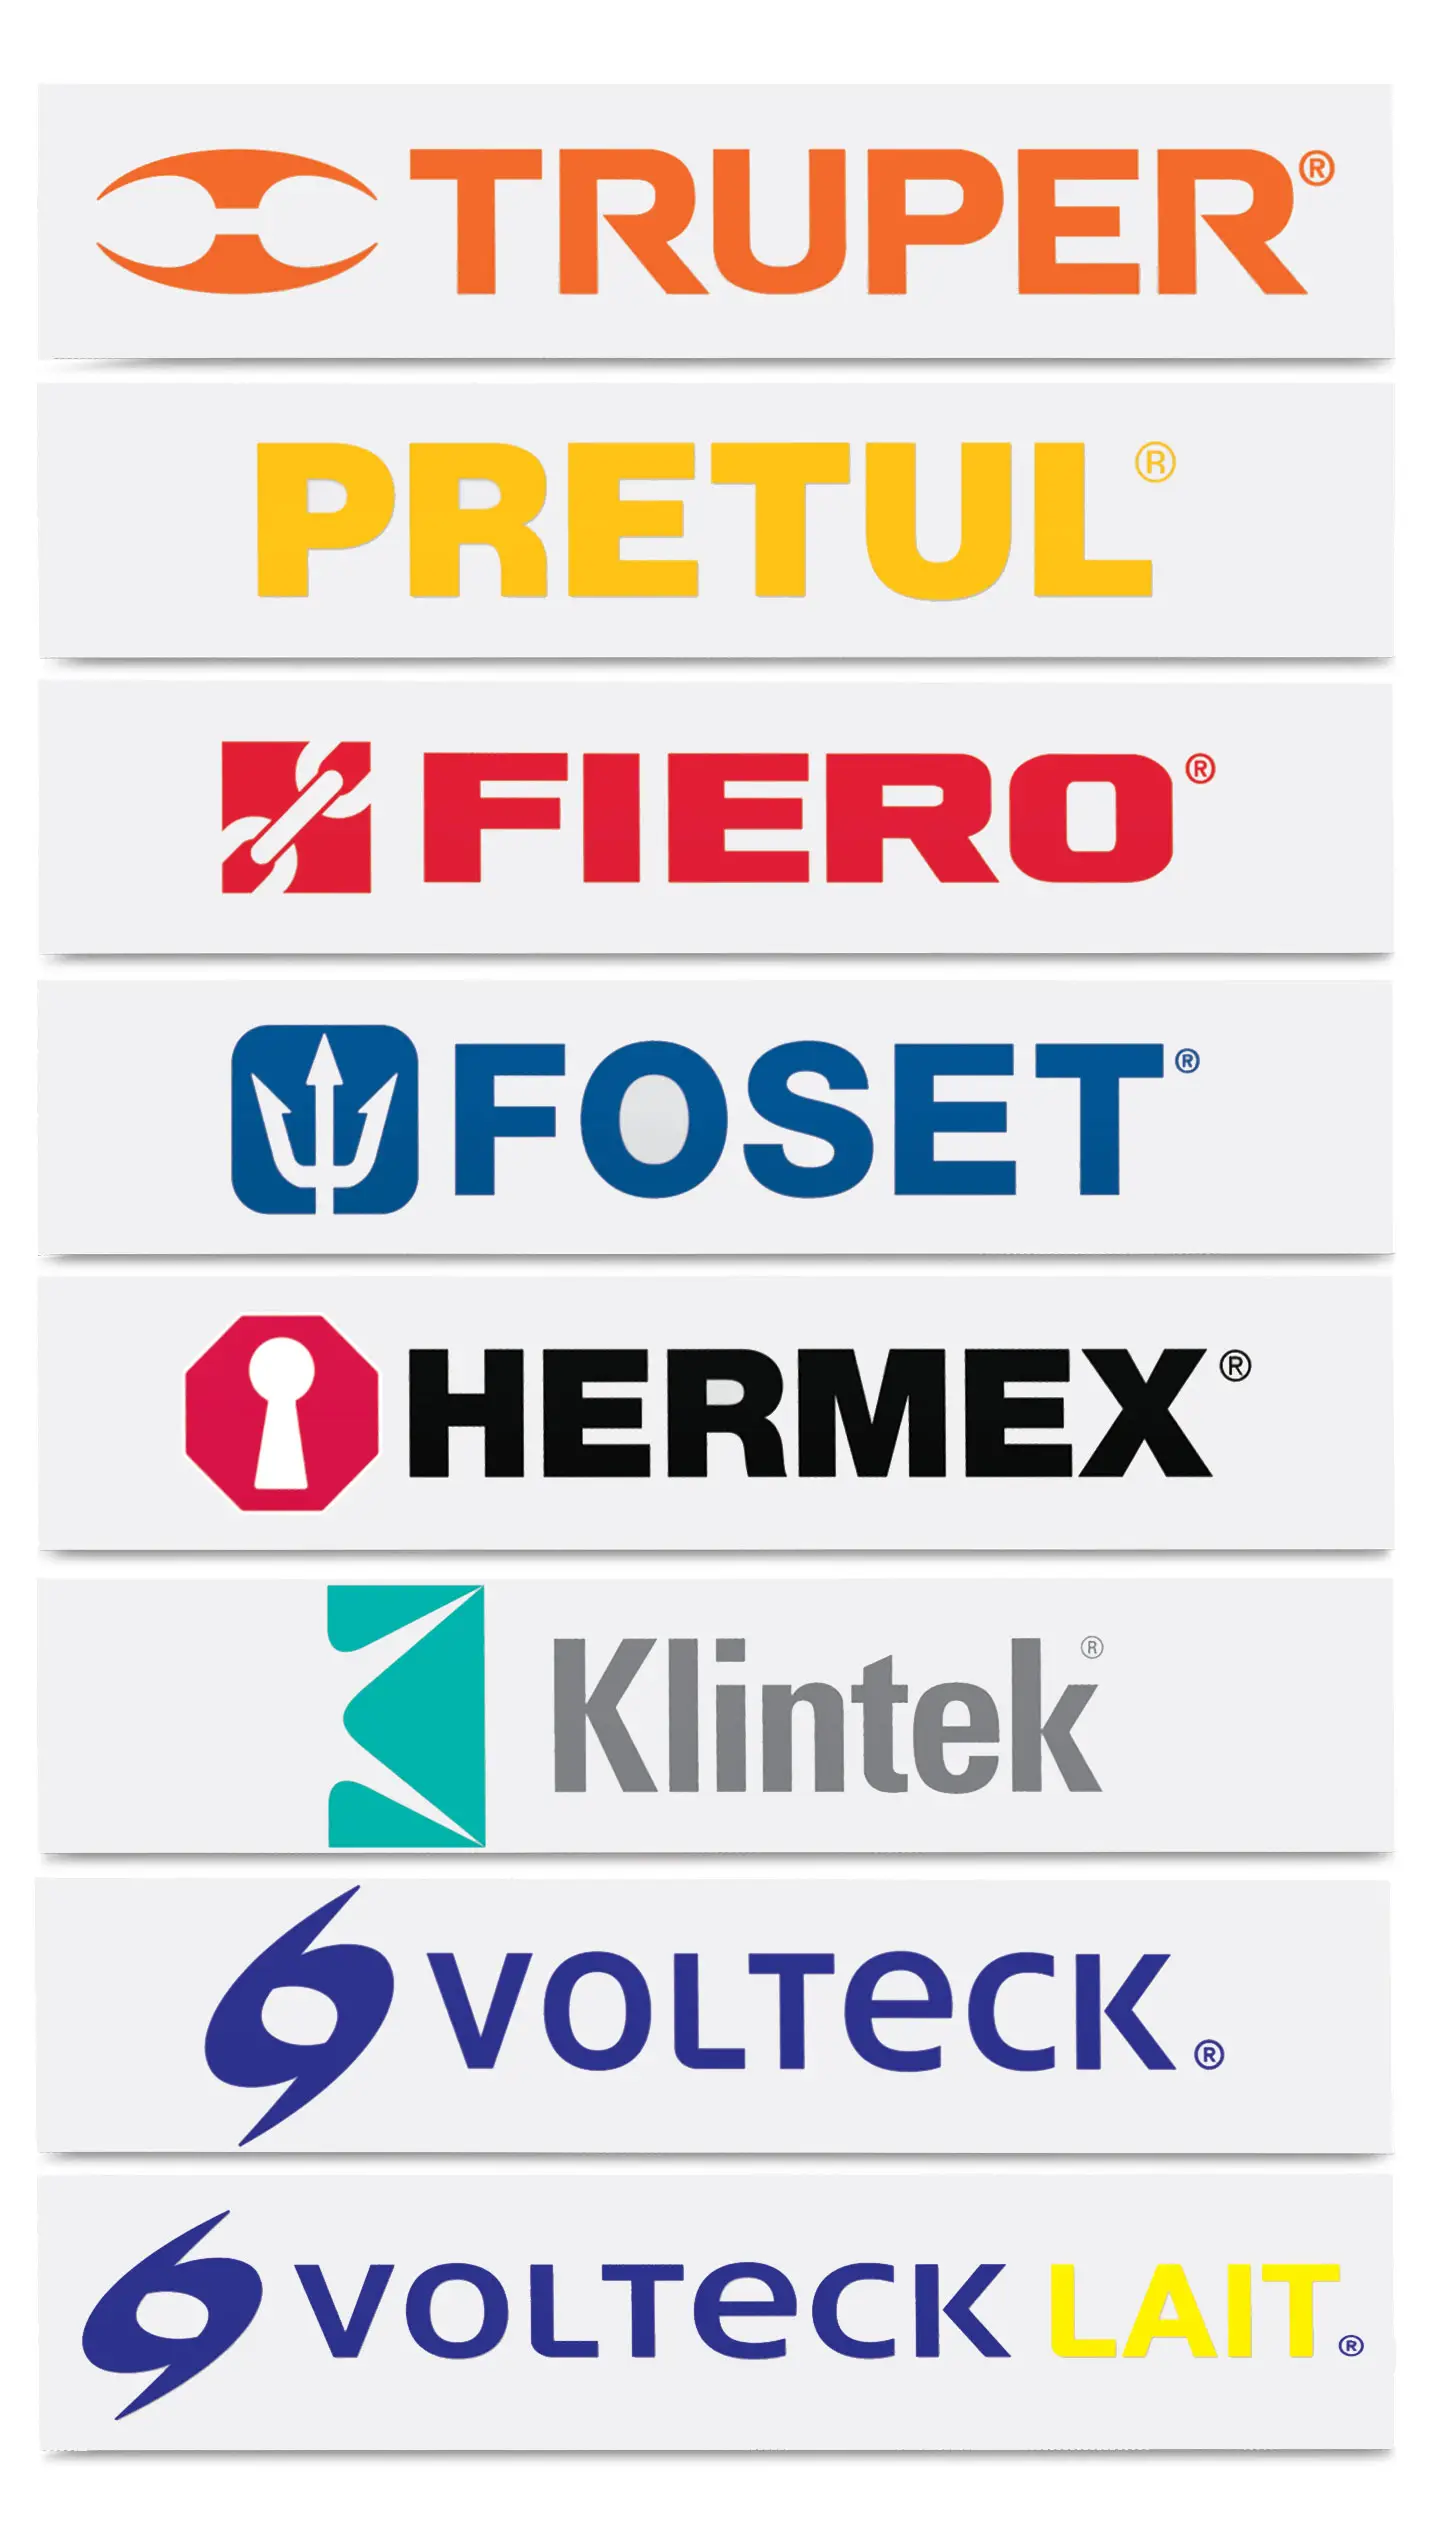 TRUPER®
PRETUL®
FIERO®
FOSET®
HERMEX®
Klintek®
VOLTECK®
VOLTECK LAIT®